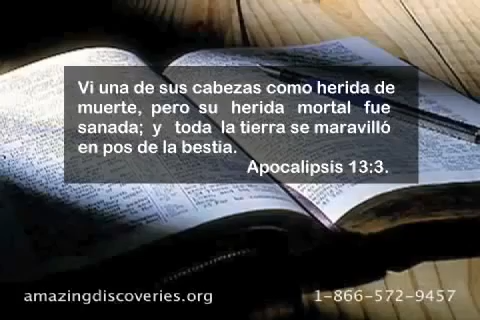 Vi una de sus cabezas como herida de
muerte, pero su herida mortal fue
sanada; y toda la tierra se maravilló
en pos de la bestia.
Apocalipsis 13:3.
amazingdiscoveries.org
1-866-572-9457